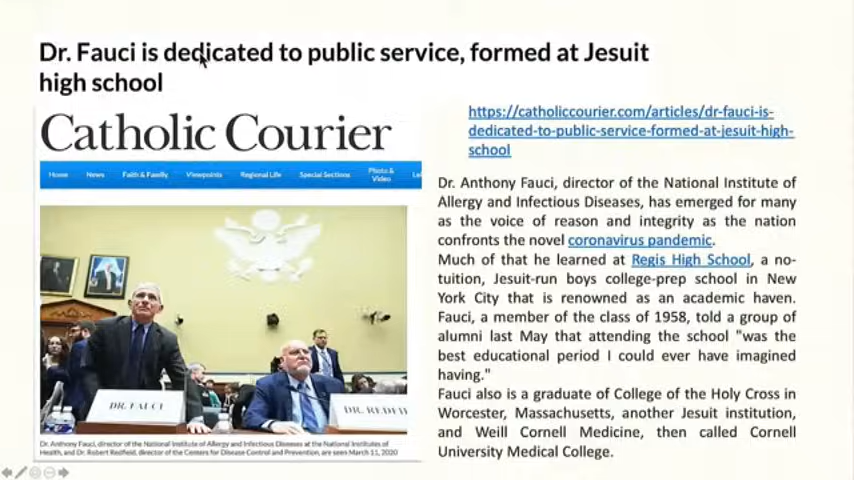 Dr. Fauci is dedicated to public service, formed at Jesuit
high school
Catholic Courier
Home News Faith & Family Viewpoints Regional Life Special Sections Photo &
Video
DR. FAUCI
Dr. Anthony Fauci, director of the National Institute of Allergy and Infectious Diseases at the National Institutes of
Health, and Dr. Robert Redfield, director of the Centers for Disease Control and Prevention, are seen March 11, 2020
https://catholiccourier.com/articles/dr-fauci-is-
dedicated-to-public-service-formed-at-jesuit-high-
school
Dr. Anthony Fauci, director of the National Institute of
Allergy and Infectious Diseases, has emerged for many
as the voice of reason and integrity as the nation
confronts the novel coronavirus pandemic.
Much of that he learned at Regis High School, a no-
tuition, Jesuit-run boys college-prep school in New
York City that is renowned as an academic haven.
Fauci, a member of the class of 1958, told a group of
alumni last May that attending the school "was the
best educational period I could ever have imagined
having."
Fauci also is a graduate of College of the Holy Cross in
Worcester, Massachusetts, another Jesuit institution,
and Weill Cornell Medicine, then called Cornell
University Medical College.